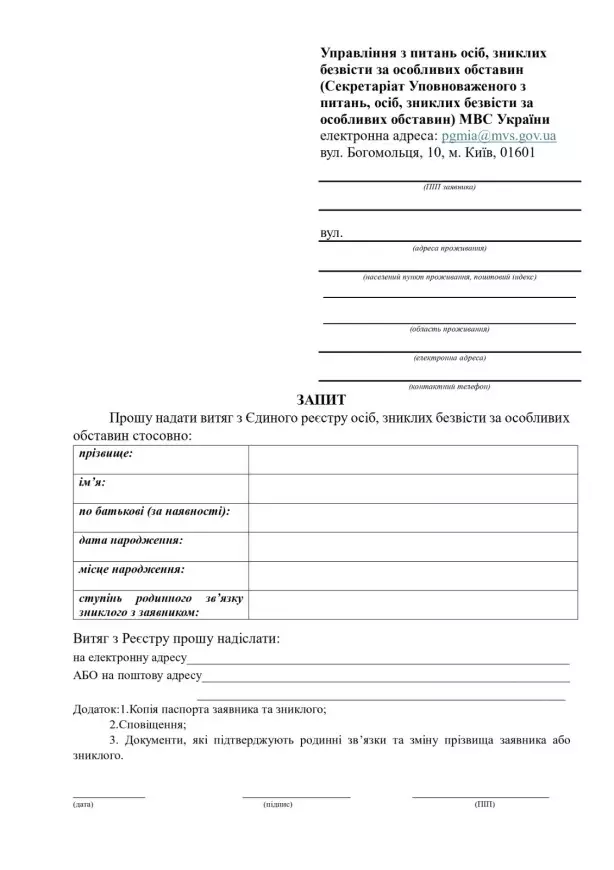 Управління з питань осіб, зниклих
безвісти за особливих обставин
(Секретаріат Уповноваженого з
питань, осіб, зниклих безвісти за
особливих обставин) МВС України
електронна адреса: pgmia@mvs.gov.ua
вул. Богомольця, 10, м. Київ, 01601
(ПІП заявника)
вул.
(адреса проживання)
(населений пункт проживання, поштовий індекс)
(область проживання)
(електронна адреса)
(контактний телефон)
ЗАПИТ
Прошу надати витяг з Єдиного реєстру осіб, зниклих безвісти за особливих
обставин стосовно:
прізвище:
ім’я:
по батькові (за наявності):
дата народження:
місце народження:
ступінь родинного зв’язку
зниклого з заявником:
Витяг з Реєстру прошу надіслати:
на електронну адресу
АБО на поштову адресу
Додаток:1.Копія паспорта заявника та зниклого;
2.Сповіщення;
3. Документи, які підтверджують родинні зв’язки та зміну прізвища заявника або
зниклого.
(дата) (підпис) (ПІП)